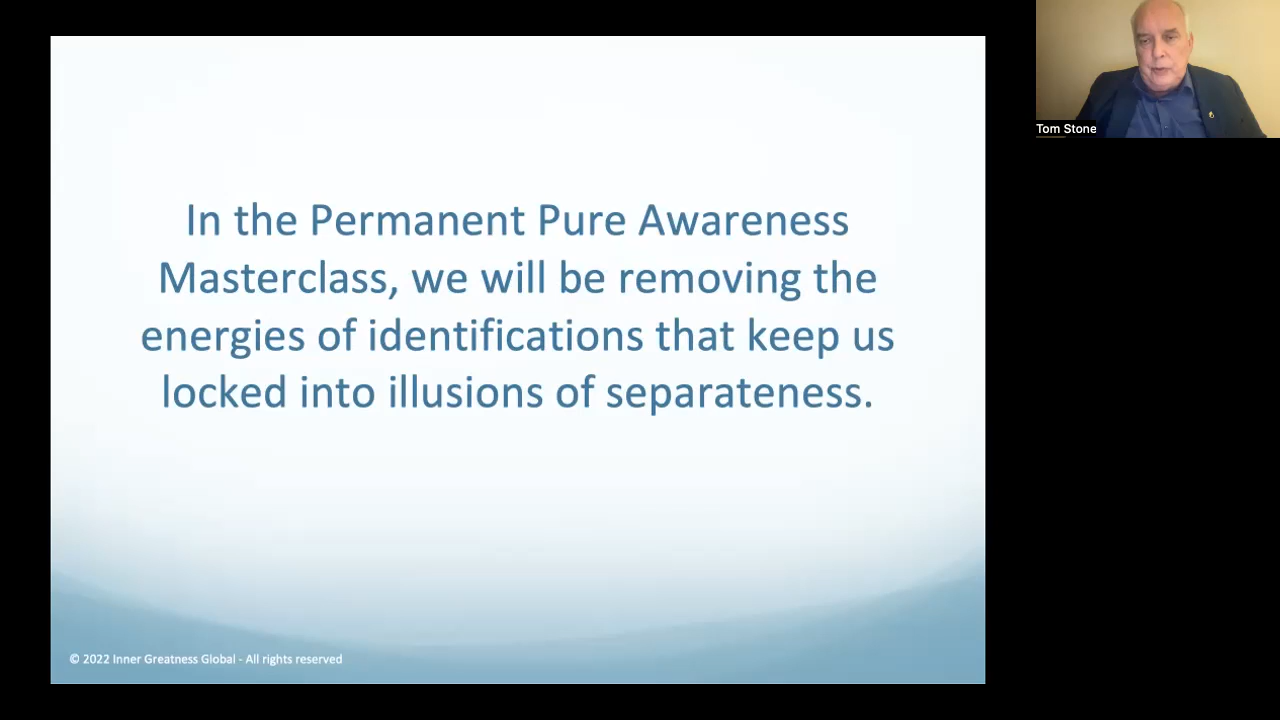 In the Permanent Pure Awareness
Masterclass, we will be removing the
energies of identifications that keep us
locked into illusions of separateness.
© 2022 Inner Greatness Global - All rights reserved
Tom Stone